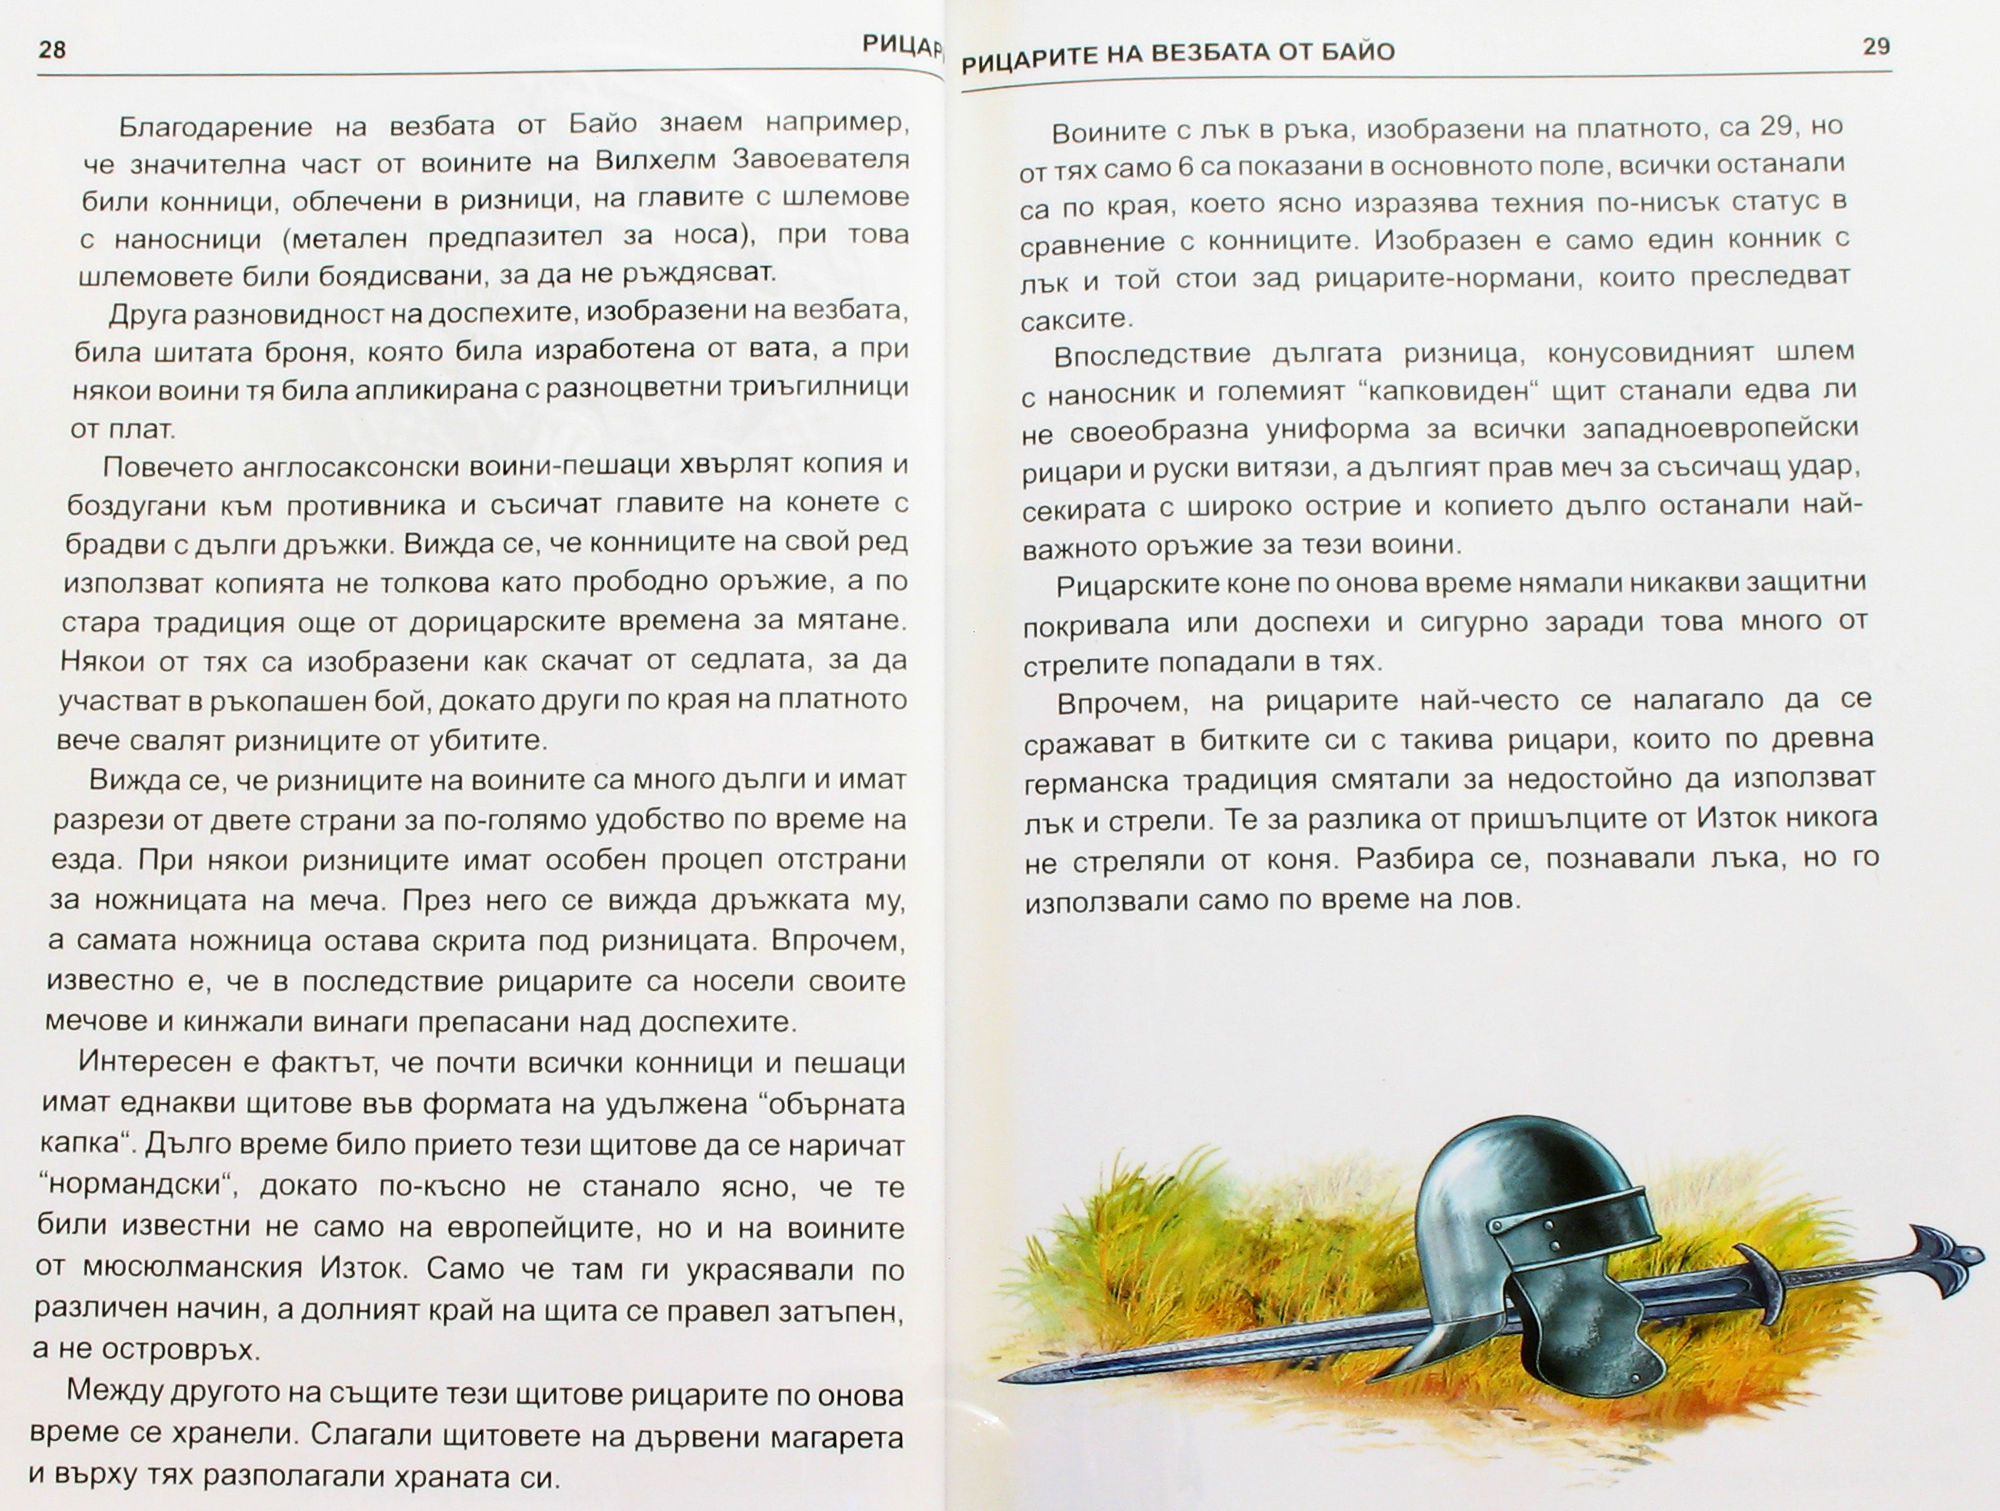 28
Благодарение на везбата от Байо знаем например,
че значителна част от воините на Вилхелм Завоевателя
били конници, облечени в ризници, на главите с шлемове
с наносници (метален предпазител за носа), при това
шлемовете били боядисвани, за да не ръждясват.
Друга разновидност на доспехите, изобразени на везбата,
била шитата броня, която била изработена от вата, а при
някои воини тя била апликирана с разноцветни триъгилници
от плат.
Повечето англосаксонски воини-пешаци хвърлят копия и
боздугани към противника и съсичат главите на конете с
брадви с дълги дръжки. Вижда се, че конниците на свой ред
използват копията не толкова като прободно оръжие, а по
стара традиция още от дорицарските времена за мятане.
Някои от тях са изобразени как скачат от седлата, за да
участват в ръкопашен бой, докато други по края на платното
вече свалят ризниците от убитите.
Вижда се, че ризниците на воините са много дълги и имат
разрези от двете страни за по-голямо удобство по време на
езда. При някои ризниците имат особен процеп отстрани
за ножницата на меча. През него се вижда дръжката му,
а самата ножница остава скрита под ризницата. Впрочем,
известно е, че в последствие рицарите са носели своите
мечове и кинжали винаги препасани над доспехите.
Интересен е фактът, че почти всички конници и пешаци
имат еднакви щитове във формата на удължена “обърната
капка“. Дълго време било прието тези щитове да се наричат
“нормандски“, докато по-късно не станало ясно, че те
били известни не само на европейците, но и на воините
от мюсюлманския Изток. Само че там ги украсявали по
различен начин, а долният край на щита се правел затъпен,
а не островръх.
Между другото на същите тези щитове рицарите по онова
време се хранели. Слагали щитовете на дървени магарета
и върху тях разполагали храната си.
РИЦАРИТЕ НА ВЕЗБАТА ОТ БАЙО 29
Воините с лък в ръка, изобразени на платното, са 29, но
от тях само 6 са показани в основното поле, всички останали
са по края, което ясно изразява техния по-нисък статус в
сравнение с конниците. Изобразен е само един конник с
лък и той стои зад рицарите-нормани, които преследват
саксите.
Впоследствие дългата ризница, конусовидният шлем
с наносник и големият “капковиден“ щит станали едва ли
не своеобразна униформа за всички западноевропейски
рицари и руски витязи, а дългият прав меч за съсичащ удар,
секирата с широко острие и копието дълго останали най-
важното оръжие за тези воини.
Рицарските коне по онова време нямали никакви защитни
покривала или доспехи и сигурно заради това много от
стрелите попадали в тях.
Впрочем, на рицарите най-често се налагало да се
сражават в битките си с такива рицари, които по древна
германска традиция смятали за недостойно да използват
лък и стрели. Те за разлика от пришълците от Изток никога
не стреляли от коня. Разбира се, познавали лъка, но го
използвали само по време на лов.